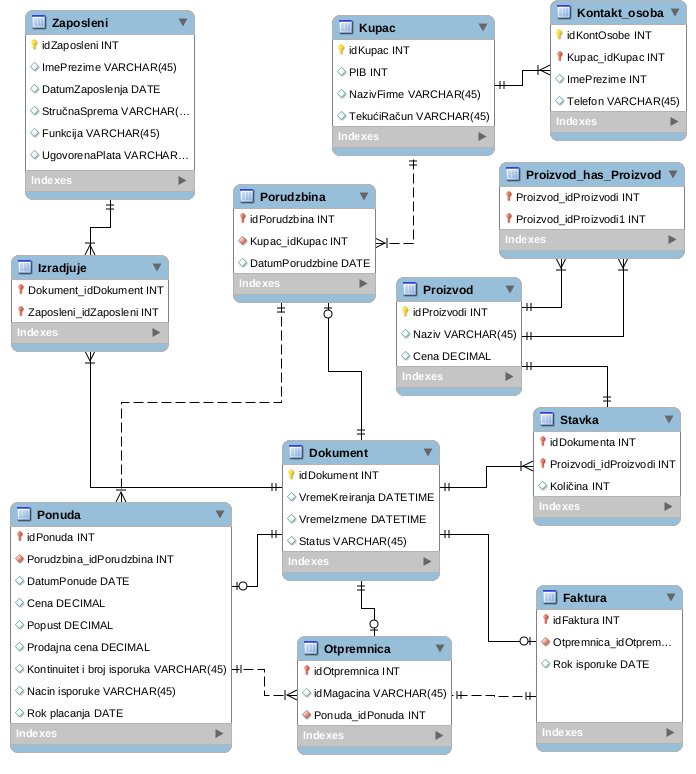 Zaposleni
idZaposleni INT
ImePrezime VARCHAR(45)
DatumZaposlenja DATE
StručnaSprema VARCHAR(...
Funkcija VARCHAR(45)
UgovorenaPlata VARCHAR...
Indexes
Kupac
idKupac INT
PIB INT
NazivFirme VARCHAR(45)
TekućiRačun VARCHAR(45)
Indexes
Kontakt_osoba
idKontOsobe INT
Kupac_idKupac INT
ImePrezime INT
Telefon VARCHAR(45)
Indexes
Porudzbina
idPorudzbina INT
Kupac_idKupac INT
DatumPorudzbine DATE
Indexes
Proizvod_has_Proizvod
Proizvod_idProizvodi INT
Proizvod_idProizvodi1 INT
Indexes
Izradjuje
Dokument_idDokument INT
Zaposleni_idZaposleni INT
Indexes
Proizvod
idProizvodi INT
Naziv VARCHAR(45)
Cena DECIMAL
Indexes
Stavka
idDokumenta INT
Proizvodi_idProizvodi INT
Količina INT
Indexes
Dokument
idDokument INT
VremeKreiranja DATETIME
VremeIzmene DATETIME
Status VARCHAR(45)
Indexes
Ponuda
idPonuda INT
Porudzbina_idPorudzbina INT
DatumPonude DATE
Cena DECIMAL
Popust DECIMAL
Prodajna cena DECIMAL
Kontinuitet i broj isporuka VARCHAR(45)
Nacin isporuke VARCHAR(45)
Rok placanja DATE
Indexes
Otpremnica
idOtpremnica INT
idMagacina VARCHAR(45)
Ponuda_idPonuda INT
Indexes
Faktura
idFaktura INT
Otpremnica_idOtprem...
Rok isporuke DATE
Indexes